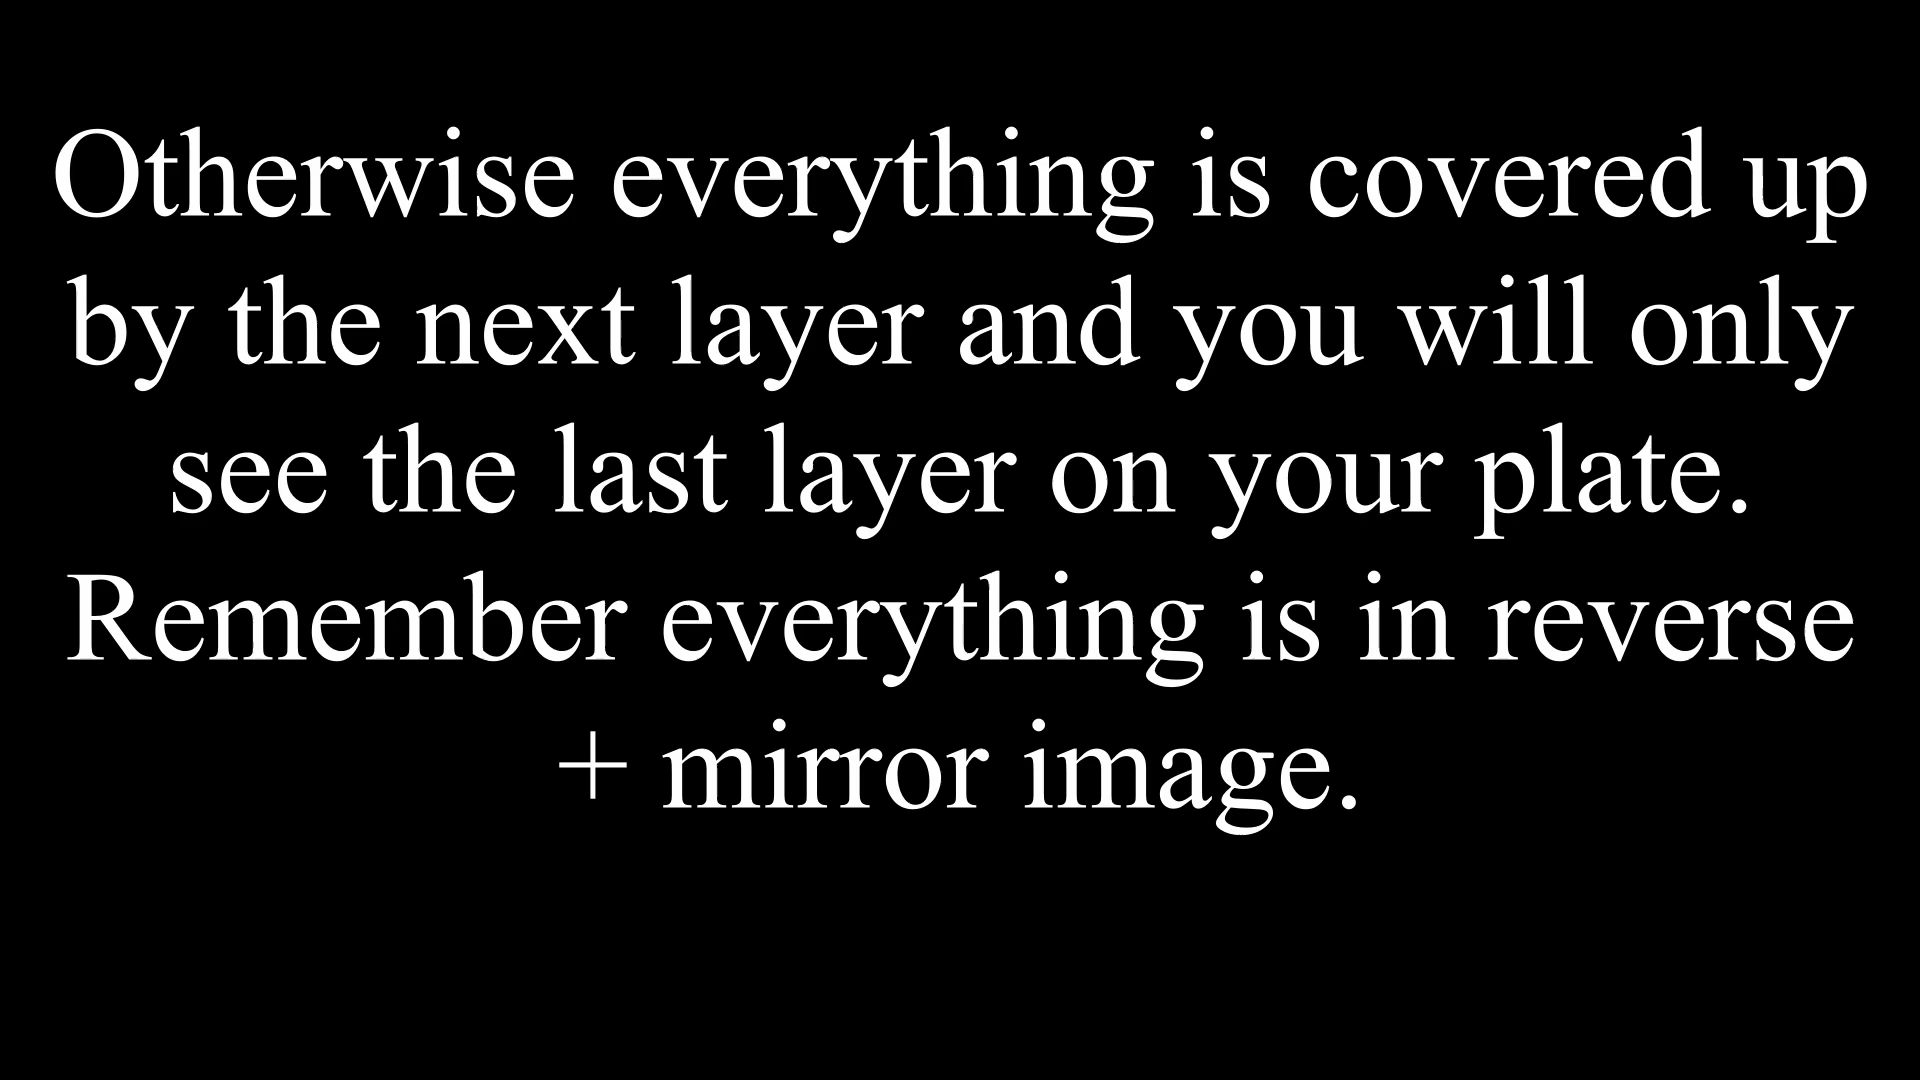 Otherwise everything is covered up
by the next layer and you will only
see the last layer on your plate.
Remember everything is in reverse
+ mirror image.